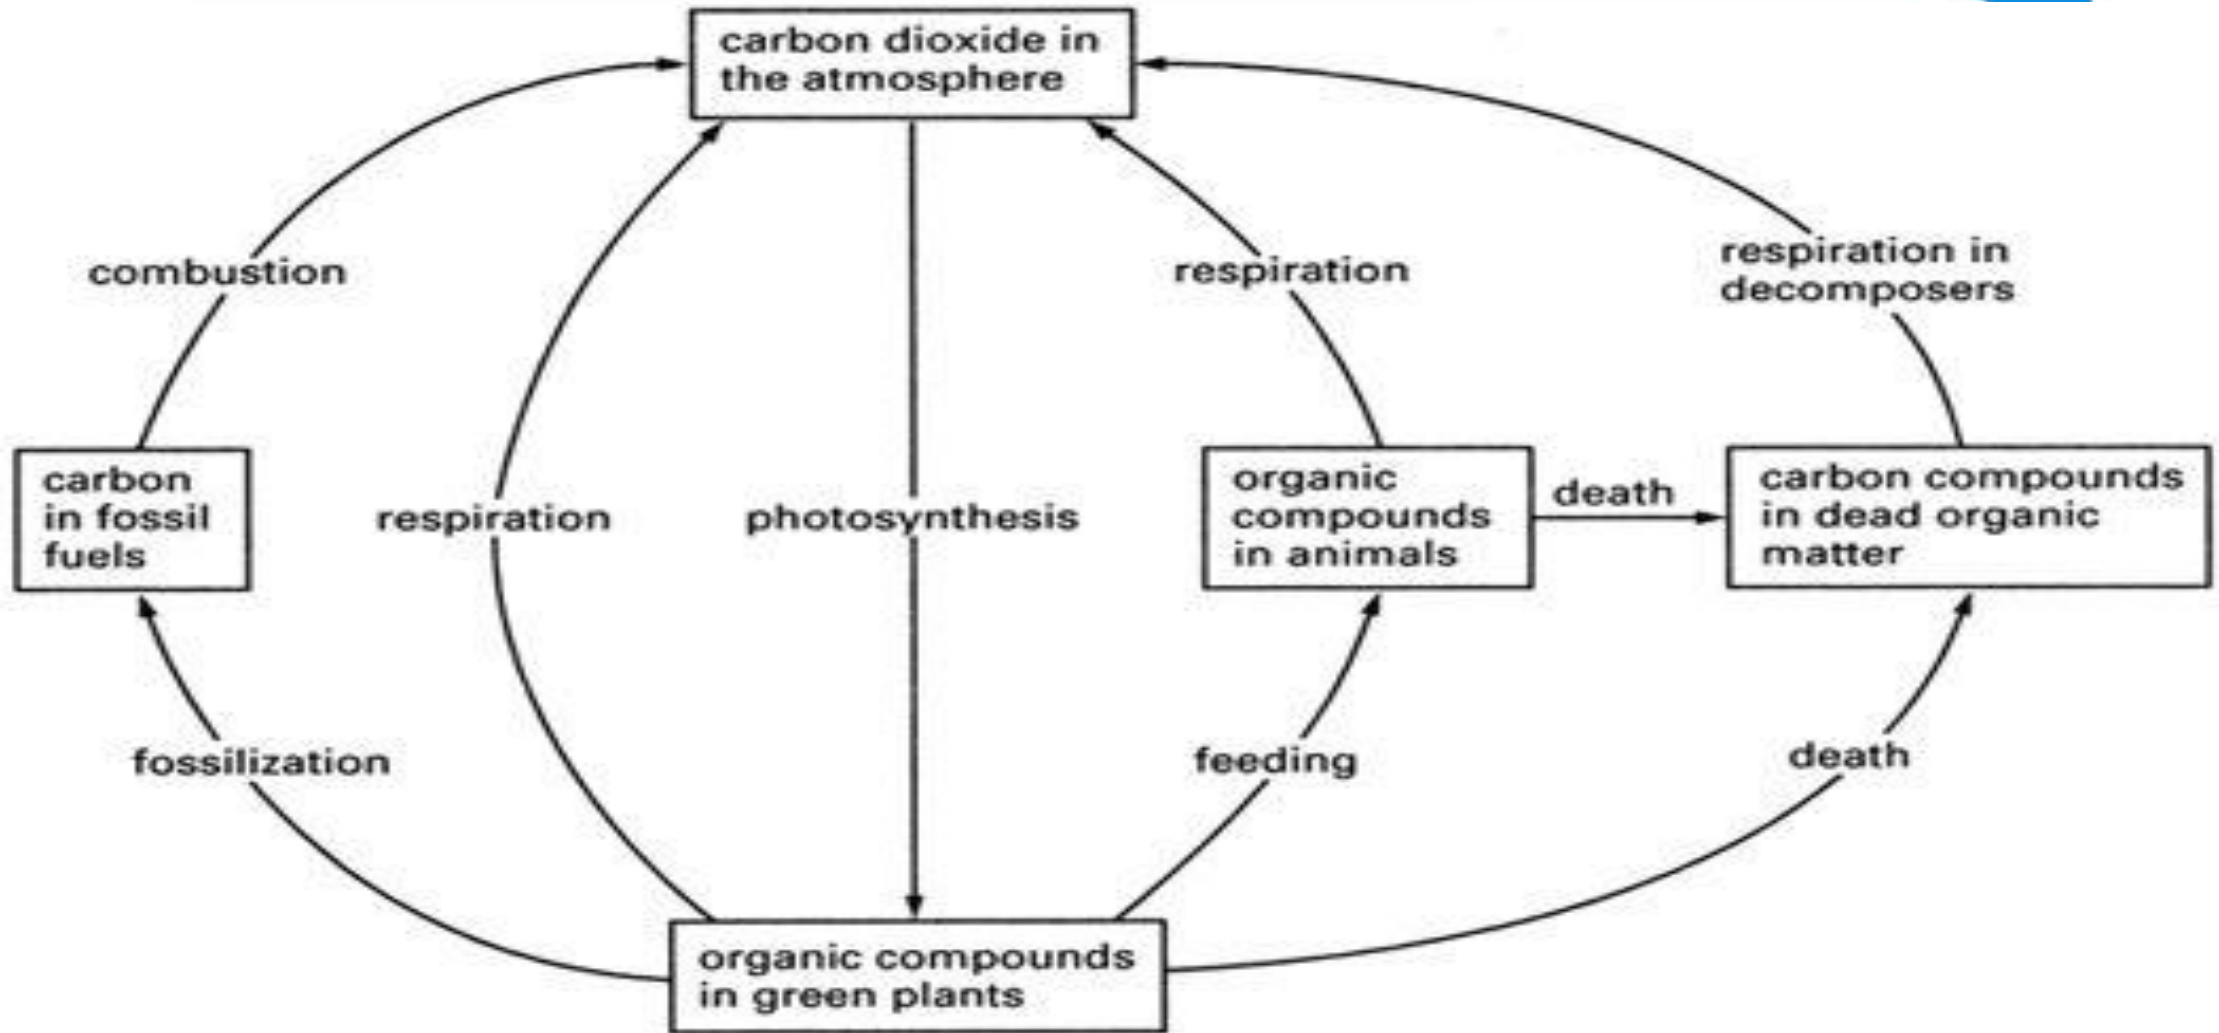 carbon dioxide in
the atmosphere
combustion
respiration
respiration in
decomposers
carbon
in fossil
fuels
respiration
photosynthesis
organic
compounds
in animals
death
carbon compounds
in dead organic
matter
fossilization
feeding
death
organic compounds
in green plants